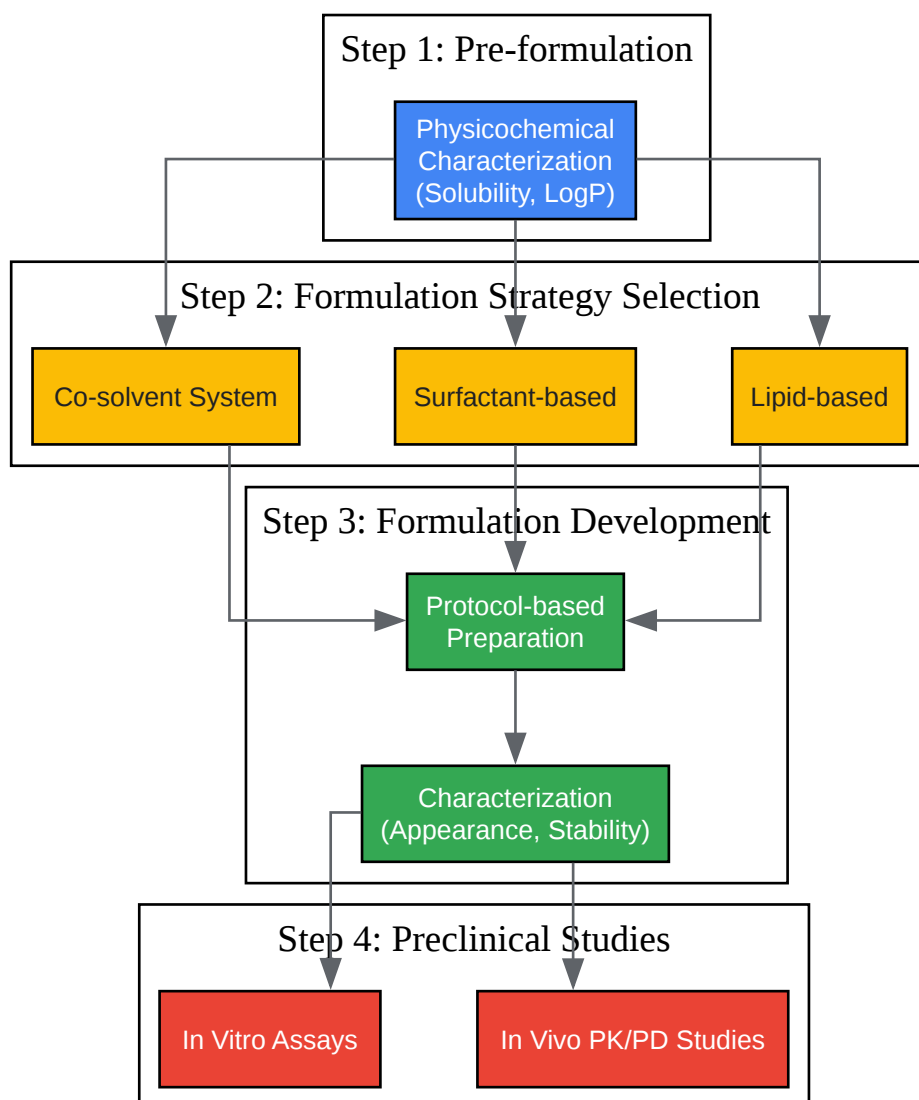 Step 1: Pre-formulation
Physicochemical
Characterization
(Solubility, LogP)
Step 2: Formulation Strategy Selection
Co-solvent System
Surfactant-based
Lipid-based
Step 3: Formulation Development
Protocol-based
Preparation
Characterization
(Appearance, Stability)
Step 4: Preclinical Studies
In Vitro Assays
In Vivo PK/PD Studies